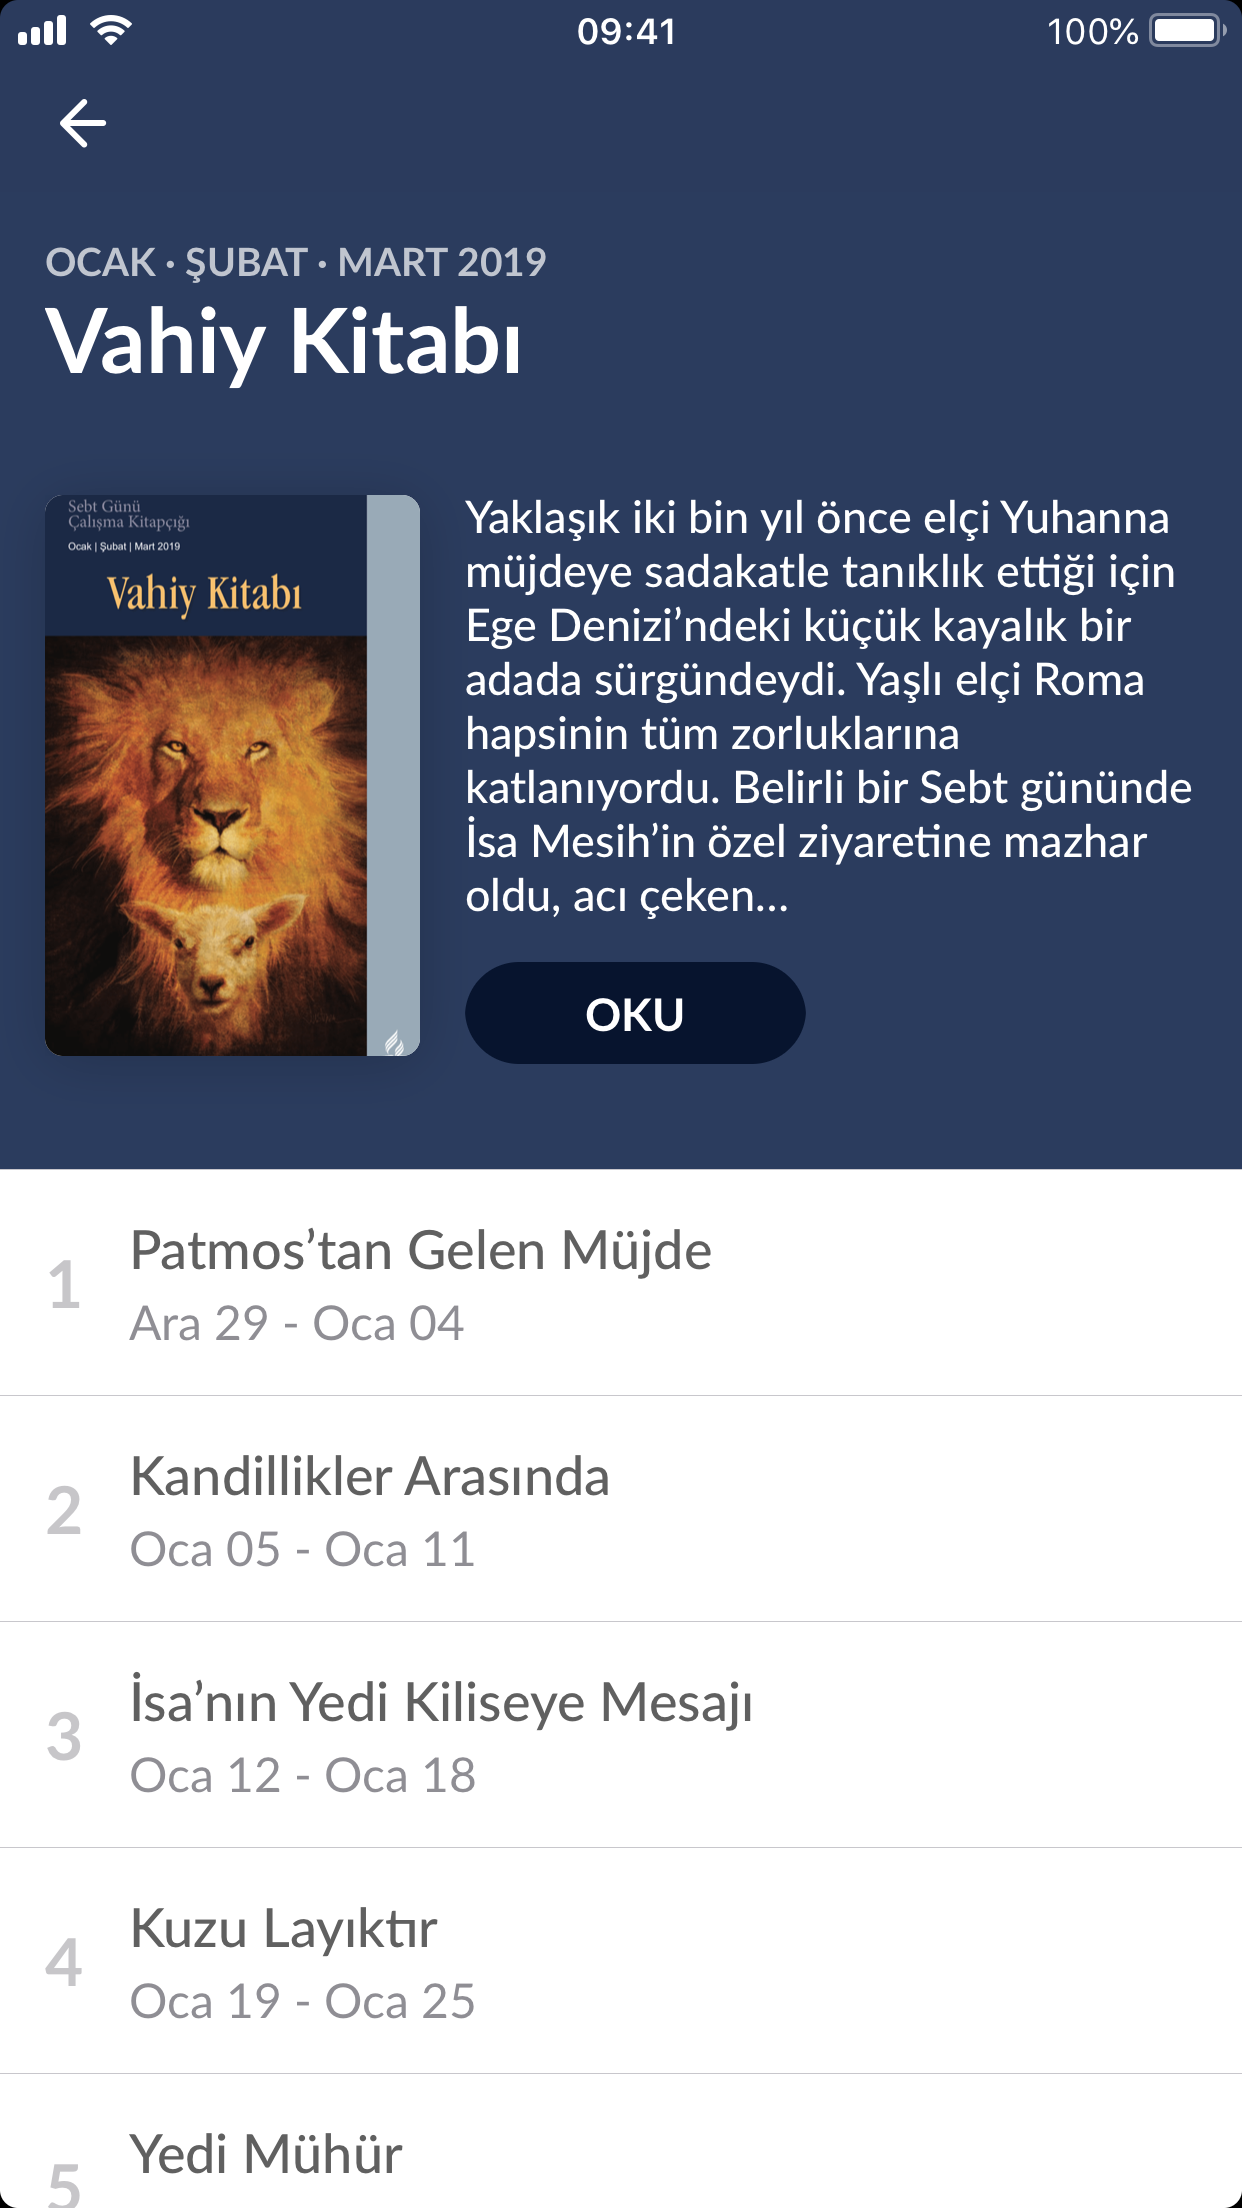 09:41
100%
OCAK · ŞUBAT · MART 2019
Vahiy Kitabı
Sebt Günü
Çalışma Kitapçığı
Ocak | Şubat | Mart 2019
Vahiy Kitabı
Yaklaşık iki bin yıl önce elçi Yuhanna
müjdeye sadakatle tanıklık ettiği için
Ege Denizi’ndeki küçük kayalık bir
adada sürgündeydi. Yaşlı elçi Roma
hapsinin tüm zorluklarına
katlanıyordu. Belirli bir Sebt gününde
İsa Mesih’in özel ziyaretine mazhar
oldu, acı çeken...
OKU
1
Patmos’tan Gelen Müjde
Ara 29 - Oca 04
2
Kandillikler Arasında
Oca 05 - Oca 11
3
İsa’nın Yedi Kiliseye Mesajı
Oca 12 - Oca 18
4
Kuzu Layıktır
Oca 19 - Oca 25
5
Yedi Mühür